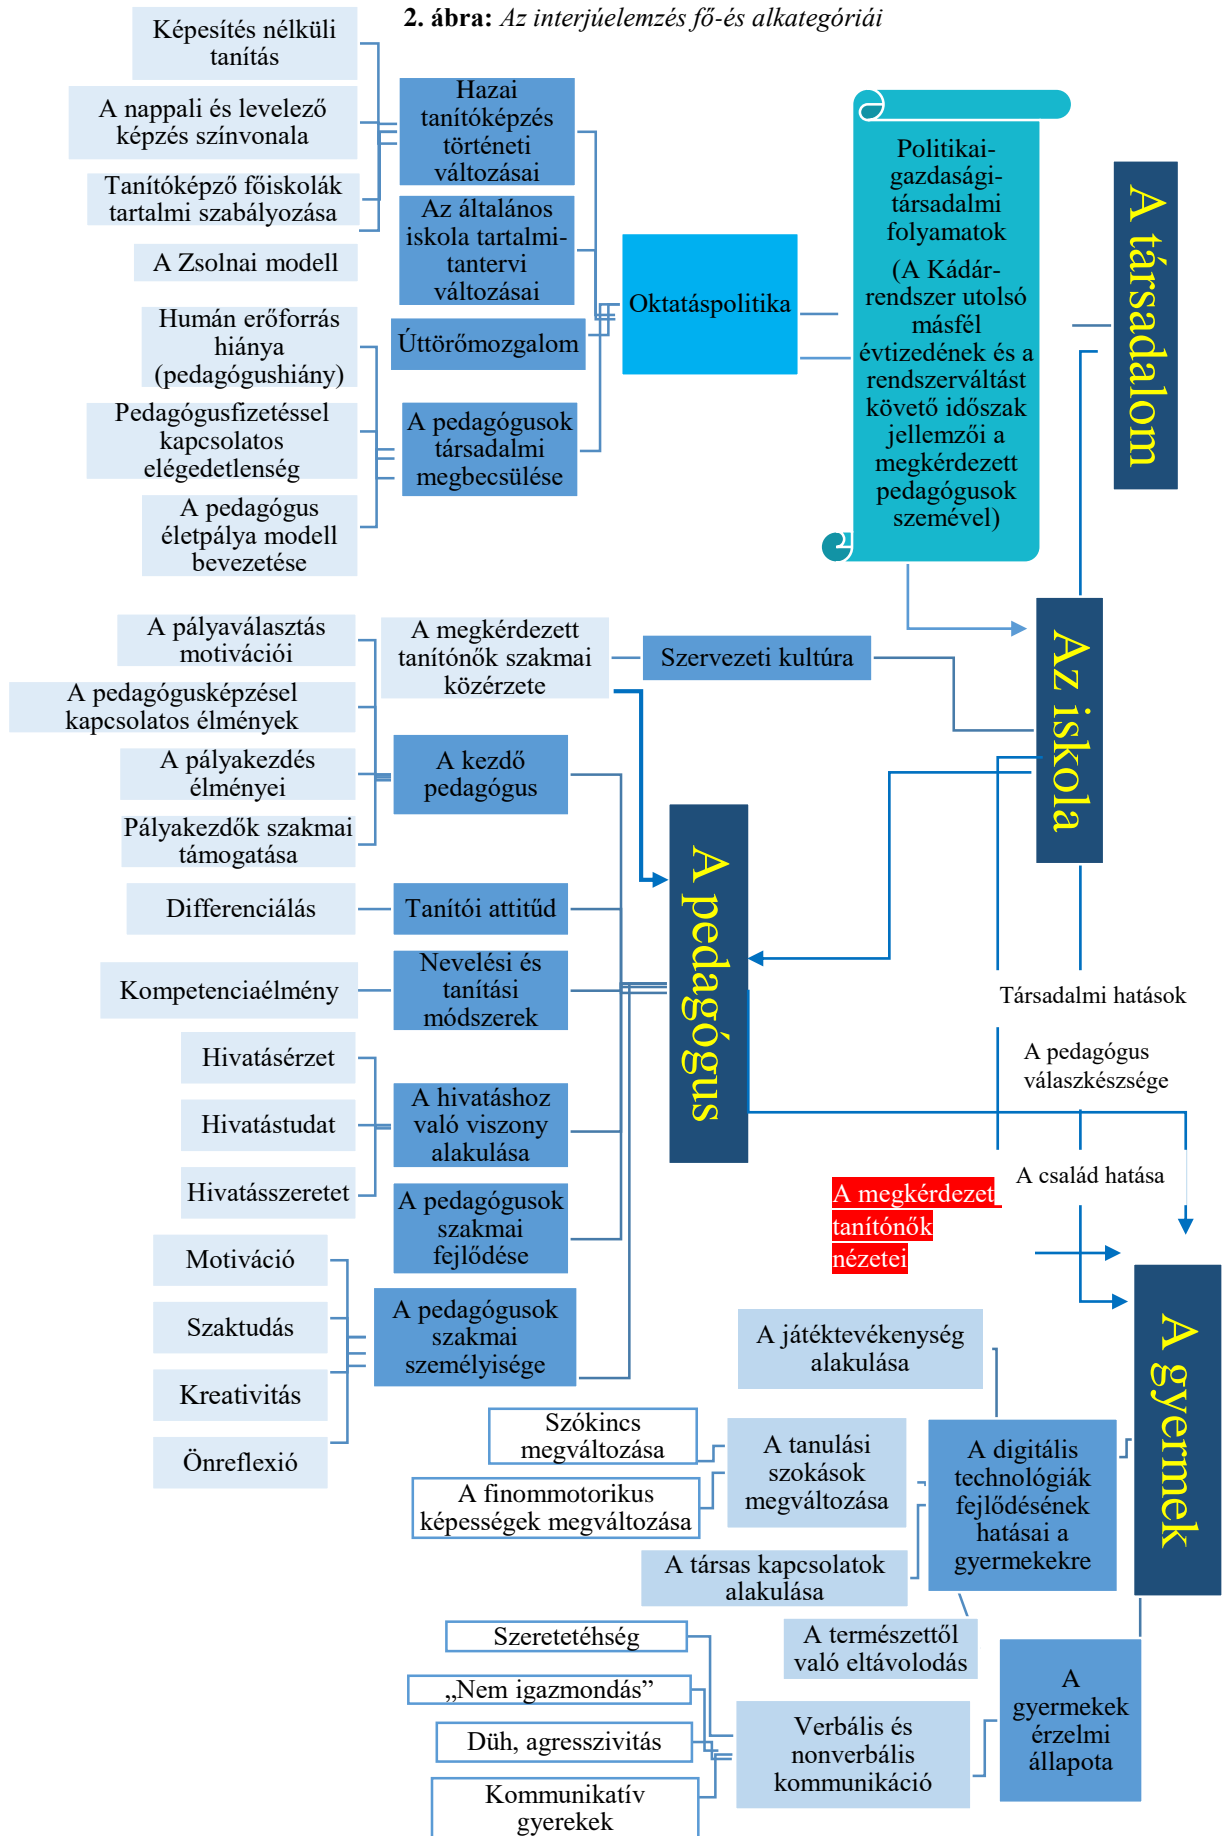 2. ábra: Az interjúelemzés fő-és alkategóriái
Képesítés nélküli
tanítás
A nappali és levelező
képzés színvonala
Tanítóképző főiskolák
tartalmi szabályozása
A Zsolnai modell
Humán erőforrás
hiánya
(pedagógushiány)
Pedagógusfizetéssel
kapcsolatos
elégedetlenség
A pedagógus
életpálya modell
bevezetése
Hazai
tanítóképzés
történeti
változásai
Az általános
iskola tartalmi-
tantervi
változásai
Úttörőmozgalom
A pedagógusok
társadalmi
megbecsülése
Oktatáspolitika
Politikai-
gazdasági-
társadalmi
folyamatok
(A Kádár-
rendszer utolsó
másfél
évtizedének és a
rendszerváltást
követő időszak
jellemzői a
megkérdezett
pedagógusok
szemével)
A társadalom
A pályaválasztás
motivációi
A pedagógusképzésel
kapcsolatos élmények
A pályakezdés
élményei
Pályakezdők szakmai
támogatása
A megkérdezett
tanítónők szakmai
közérzete
Szervezeti kultúra
Az iskola
A kezdő
pedagógus
Differenciálás
Tanítói attitűd
Kompetenciaélmény
Nevelési és
tanítási
módszerek
Hivatásérzet
Hivatástudat
Hivatásszeretet
A hivatáshoz
való viszony
alakulása
A pedagógusok
szakmai
fejlődése
Motiváció
Szaktudás
Kreativitás
Önreflexió
A pedagógusok
szakmai
személyisége
A pedagógus
Társadalmi hatások
A pedagógus
válaszkészsége
A család hatása
A megkérdezet
tanítónők
nézetei
A gyermek
A játéktevékenység
alakulása
Szókincs
megváltozása
A finommotorikus
képességek megváltozása
A tanulási
szokások
megváltozása
A digitális
technológiák
fejlődésének
hatásai a
gyermekekre
A társas kapcsolatok
alakulása
A természettől
való eltávolodás
Szeretetéhség
„Nem igazmondás”
Düh, agresszivitás
Kommunikatív
gyerekek
Verbális és
nonverbális
kommunikáció
A
gyermekek
érzelmi
állapota